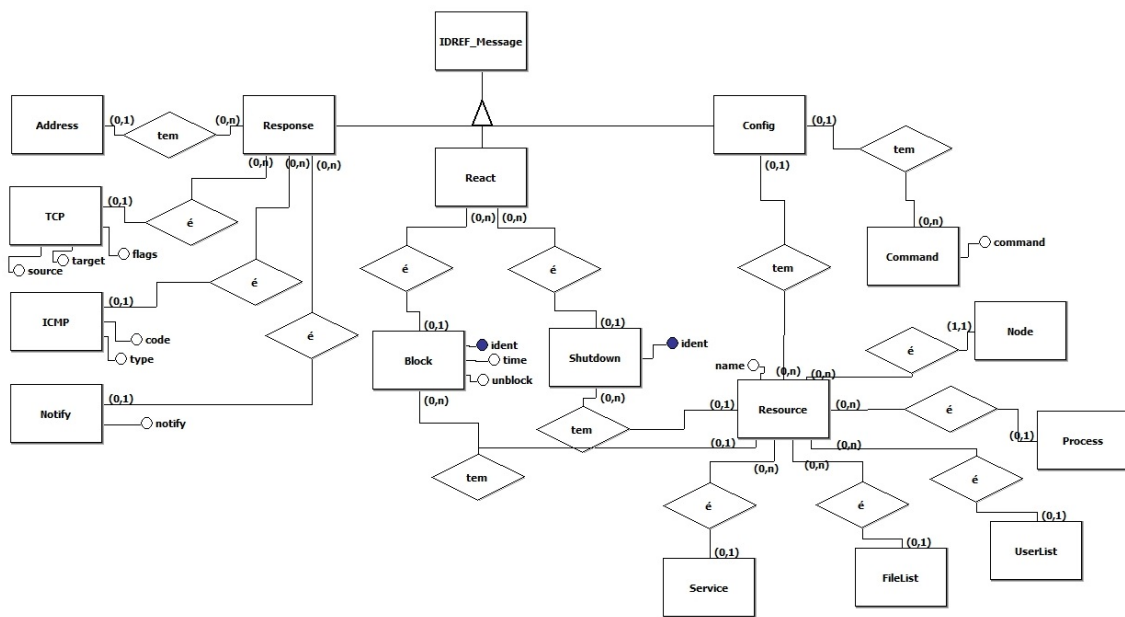 IDREF_Message
Address
(0,1)
tem
(0,n)
Response
(0,n)
(0,n)
(0,n)
Config
(0,1)
(0,1)
tem
React
(0,n)
(0,n)
TCP
(0,1)
é
flags
target
source
é
é
é
tem
(0,n)
Command
command
ICMP
(0,1)
code
type
é
Block
(0,1)
ident
time
unblock
(0,n)
Shutdown
(0,1)
ident
(0,n)
Node
(1,1)
é
Notify
(0,1)
notify
name
Resource
(0,n)
(0,n)
(0,n)
(0,1)
(0,1)
(0,n)
(0,n)
(0,n)
é
(0,1)
Process
tem
tem
é
é
é
(0,1)
UserList
(0,1)
FileList
(0,1)
Service